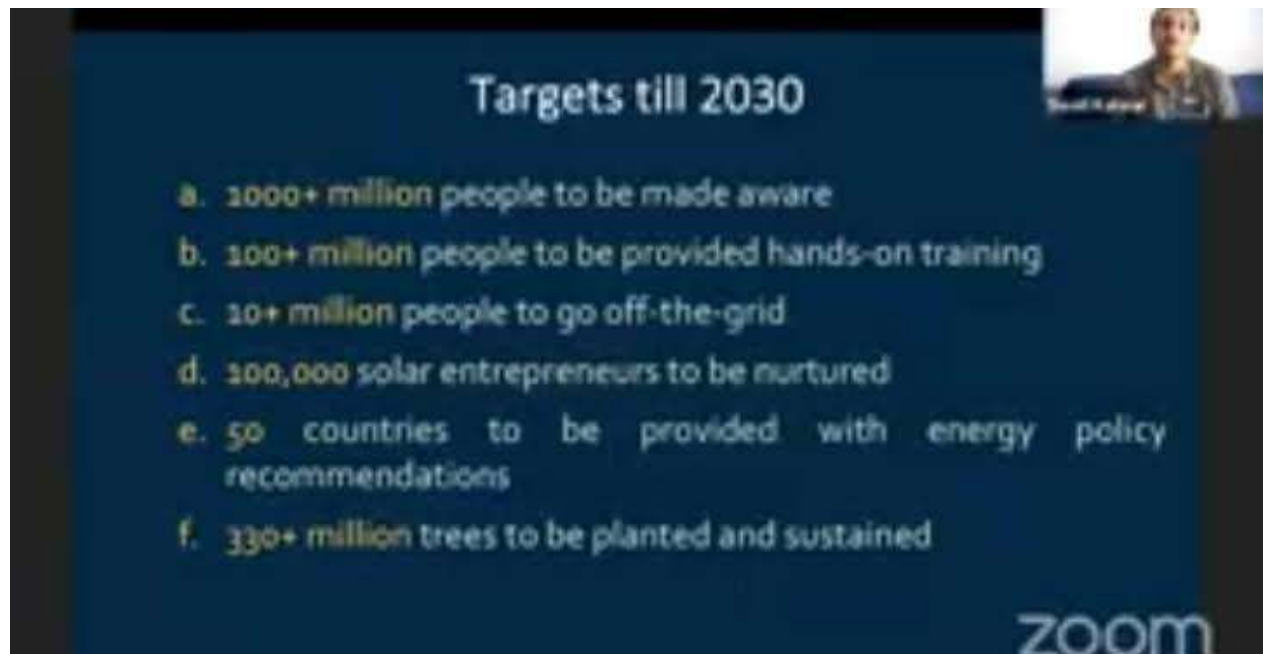 Targets till 2030
a. 1000+ million people to be made aware
b. 100+ million people to be provided hands-on training
c. 10+ million people to go off-the-grid
d. 100,000 solar entrepreneurs to be nurtured
e. 50 countries to be provided with energy policy
recommendations
f. 330+ million trees to be planted and sustained
zoom